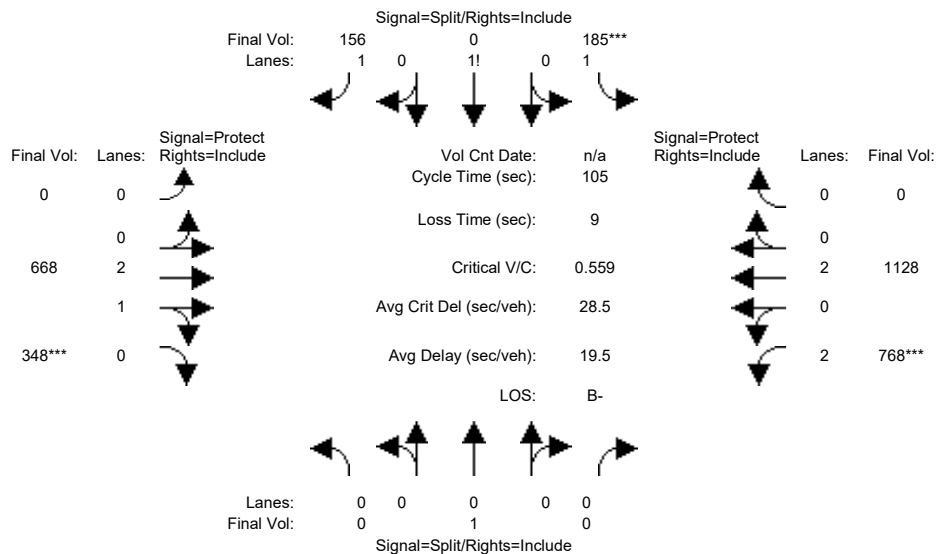 Signal=Split/Rights=Include
Final Vol: 156 0 185***
Lanes: 1 0 1! 0 1
Signal=Protect
Final Vol: Lanes: Rights=Include
Vol Cnt Date: n/a
Signal=Protect
Rights=Include Lanes: Final Vol:
Cycle Time (sec): 105
0 0
0 0
Loss Time (sec): 9
0
0
668 2
Critical V/C: 0.559
2 1128
1
Avg Crit Del (sec/veh): 28.5
0
348*** 0
Avg Delay (sec/veh): 19.5
2 768***
LOS: B-
Lanes: 0 0 0 0 0
Final Vol: 0 1 0
Signal=Split/Rights=Include